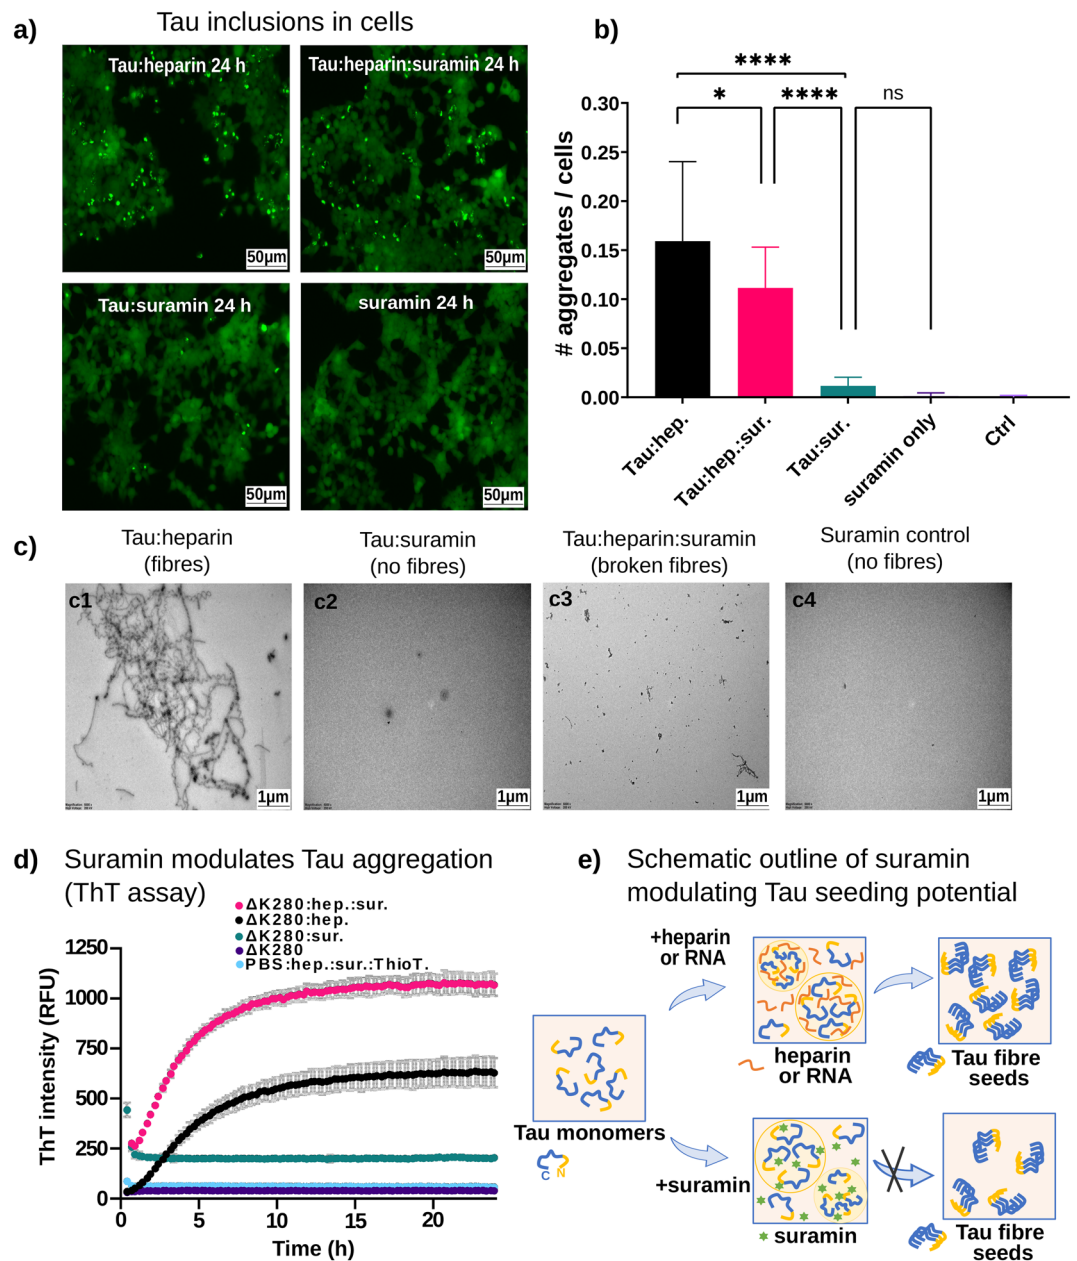 a)
Tau inclusions in cells
Tau:heparin 24 h
Tau:heparin:suramin 24 h
50µm
50µm
Tau:suramin 24 h
suramin 24 h
50µm
50µm
b)
****
*
****
ns
# aggregates / cells
0.30
0.25
0.20
0.15
0.10
0.05
0.00
Tau:hep.
Tau:hep.:sur.
Tau:sur.
suramin only
Ctrl
c)
Tau:heparin
(fibres)
Tau:suramin
(no fibres)
Tau:heparin:suramin
(broken fibres)
Suramin control
(no fibres)
c1
c2
c3
c4
1µm
1µm
1µm
1µm
d)
Suramin modulates Tau aggregation
(ThT assay)
ΔK280:hep.:sur.
ΔK280:hep.
ΔK280:sur.
ΔK280
PBS:hep.:sur.:ThioT.
ThT intensity (RFU)
1250
1000
750
500
250
0
0
5
10
15
20
Time (h)
e)
Schematic outline of suramin
modulating Tau seeding potential
+heparin
or RNA
heparin
or RNA
Tau fibre
seeds
Tau monomers
C
N
+suramin
suramin
Tau fibre
seeds